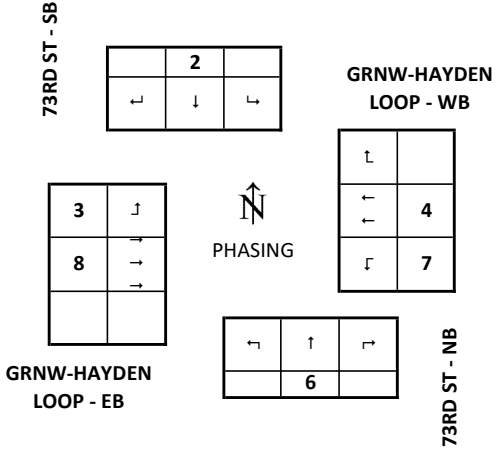 73RD ST - SB
2
↵ ↓ ↳
GRNW-HAYDEN
LOOP - WB
3
8
→
→
→
N
PHASING
←
←
4
7
↑
6
GRNW-HAYDEN
LOOP - EB
73RD ST - NB